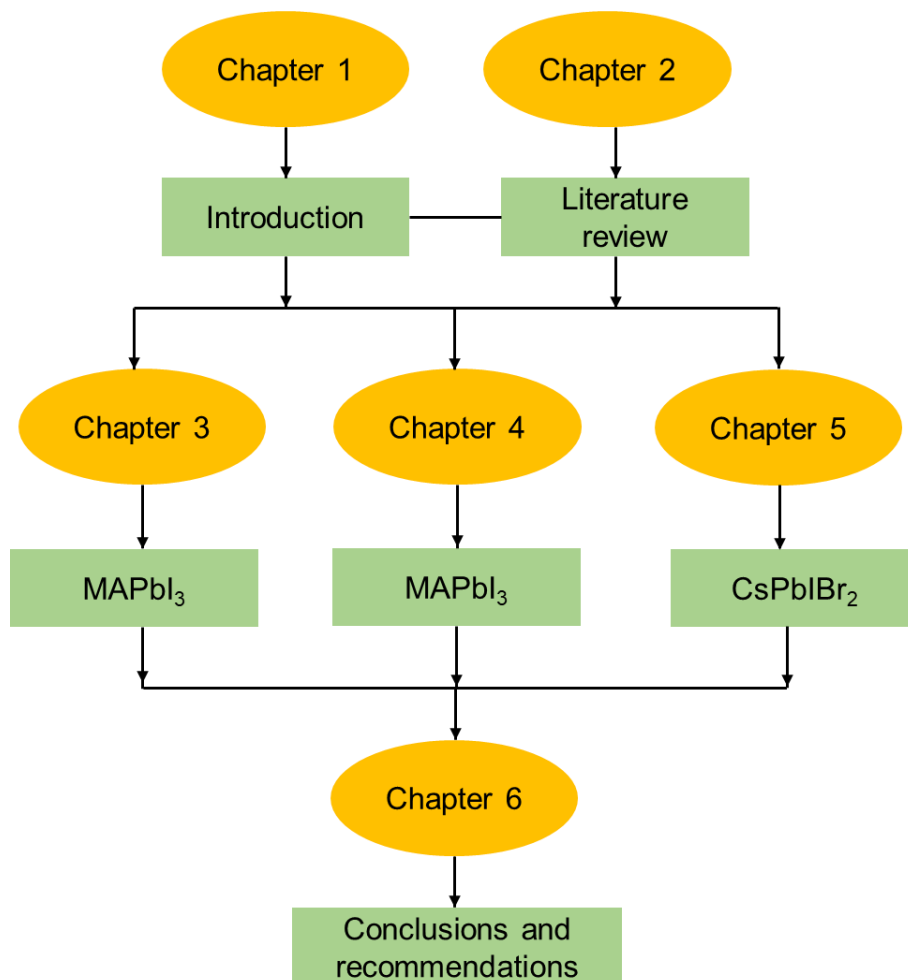 Chapter 1
Chapter 2
Introduction
Literature
review
Chapter 3
Chapter 4
Chapter 5
MAPbI₃
MAPbI₃
CsPbIBr₂
Chapter 6
Conclusions and
recommendations